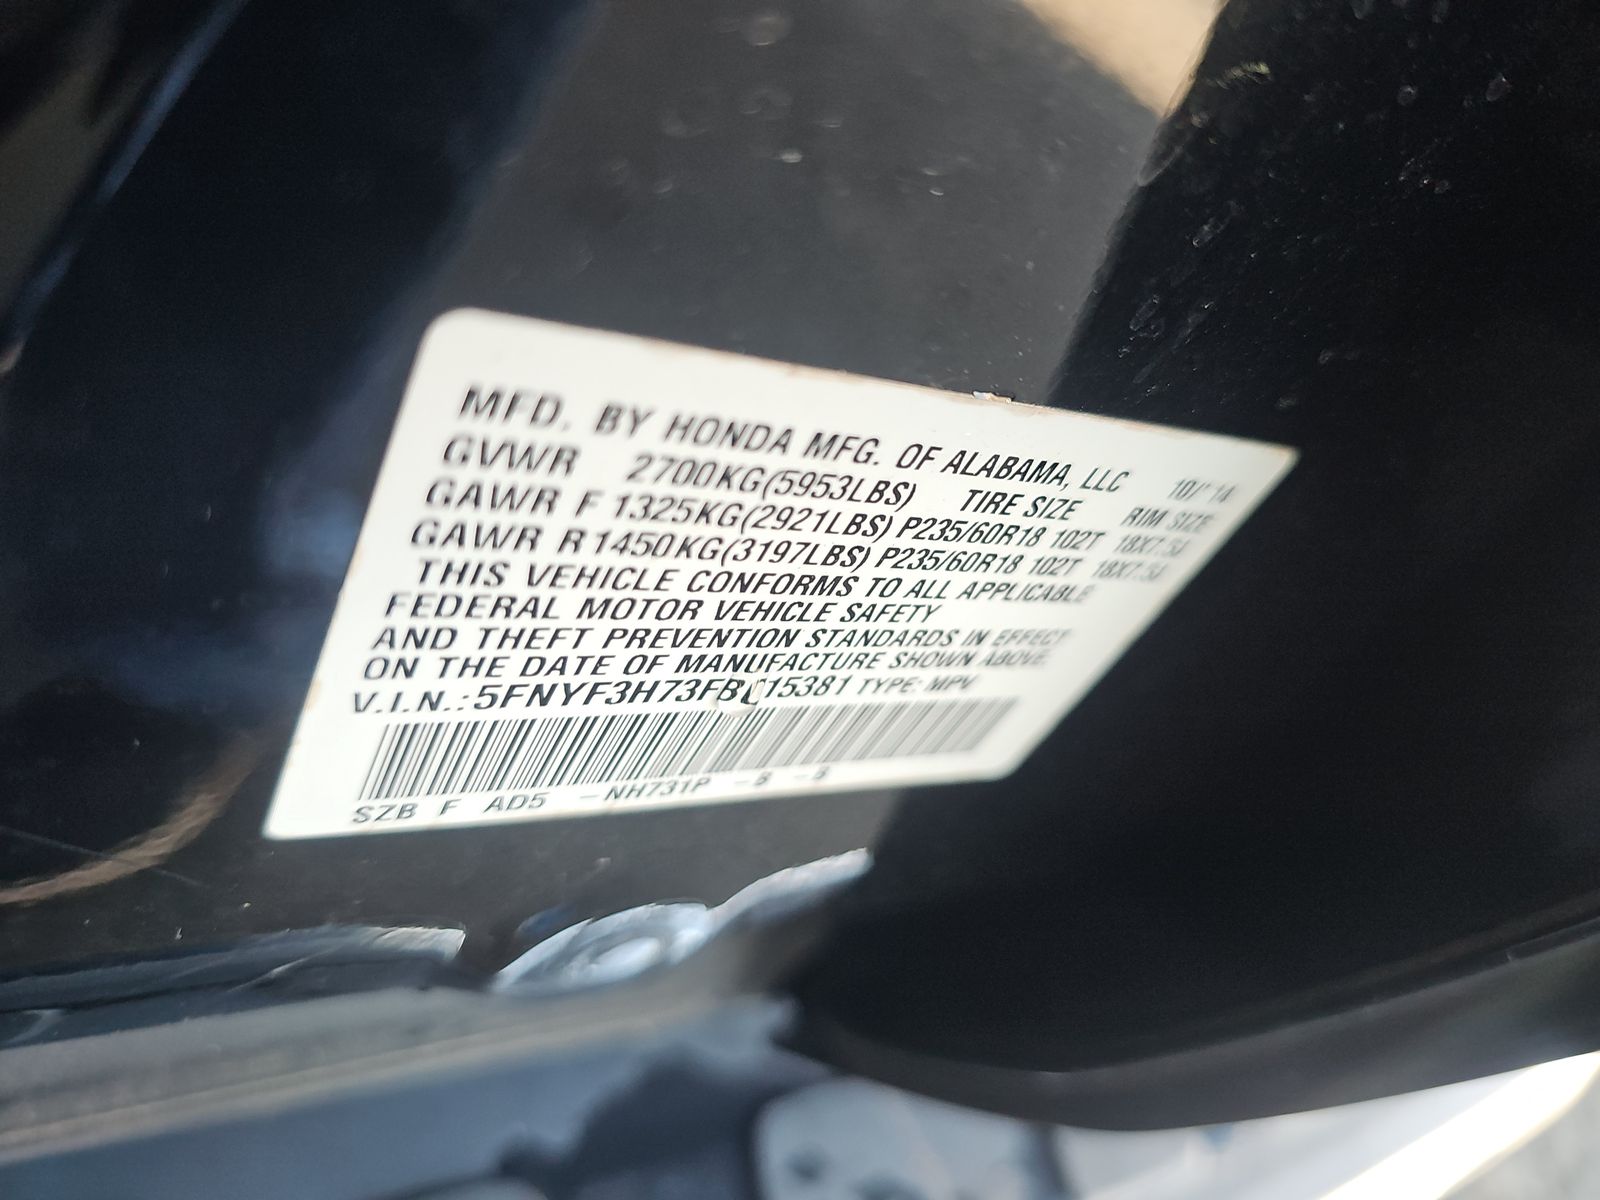 MFD. BY HONDA MFG. OF ALABAMA, LLC 10/'14
GVWR 2700KG(5953LBS) TIRE SIZE RIM SIZE
GAWR F 1325KG(2921LBS) P235/60R18 102T 18X7.5J
GAWR R 1450KG(3197LBS) P235/60R18 102T 18X7.5J
THIS VEHICLE CONFORMS TO ALL APPLICABLE
FEDERAL MOTOR VEHICLE SAFETY
AND THEFT PREVENTION STANDARDS IN EFFECT
ON THE DATE OF MANUFACTURE SHOWN ABOVE.
V.I.N.: TYPE: MPV
SZB F AD5 -NH731P -B -B